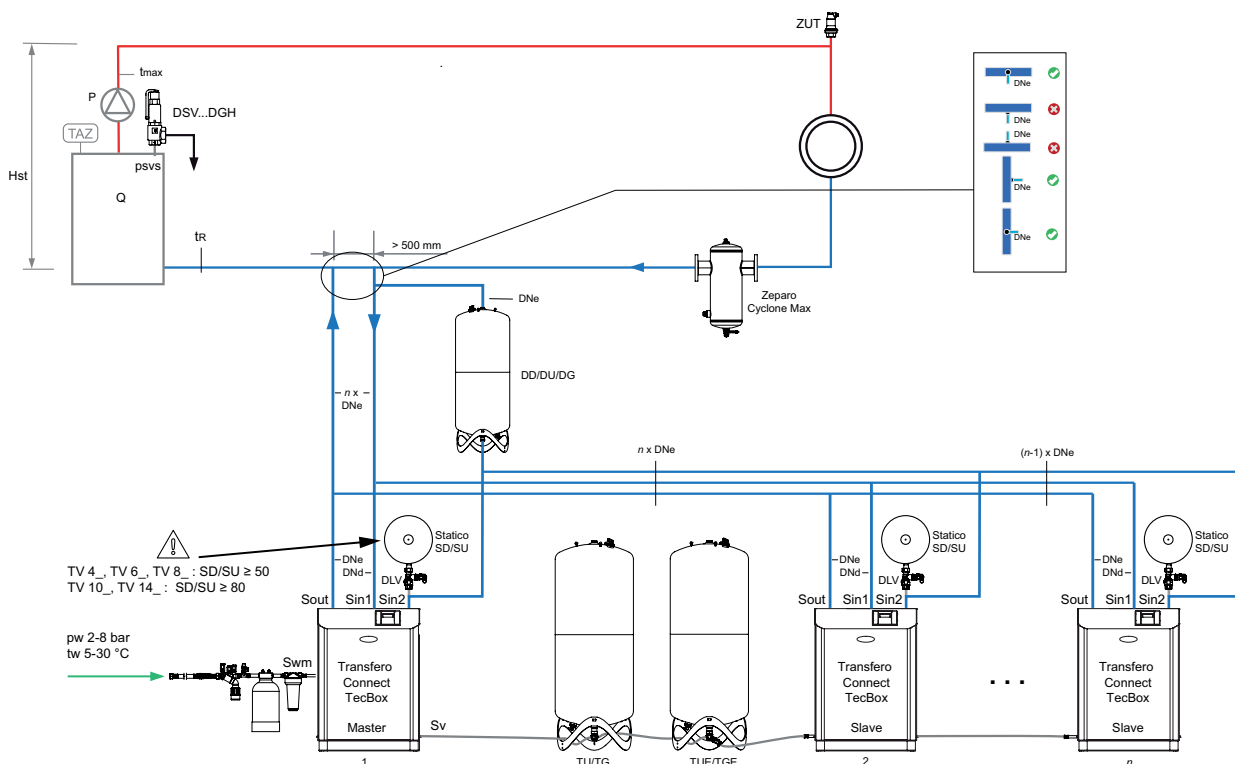 ZUT
tmax
P
DSV...DGH
TAZ
psvs
Hst
Q
DNe
DNe
DNe
DNe
DNe
tR
> 500 mm
DNe
Zeparo
Cyclone Max
DD/DU/DG
n x
DNe
n x DNe
(n-1) x DNe
Statico
SD/SU
Statico
SD/SU
Statico
SD/SU
TV 4_, TV 6_, TV 8_ : SD/SU ≥ 50
TV 10_, TV 14_ : SD/SU ≥ 80
DNe
DNd
DLV
DNe
DNd
DLV
DNe
DNd
DLV
Sout
Sin1
Sin2
Sout
Sin1
Sin2
Sout
Sin1
Sin2
pw 2-8 bar
tw 5-30 °C
Swm
Transfero
Connect
TecBox
Master
Sv
Transfero
Connect
TecBox
Slave
. . .
Transfero
Connect
TecBox
Slave
1
TU/TG
TUE/TGE
2
n